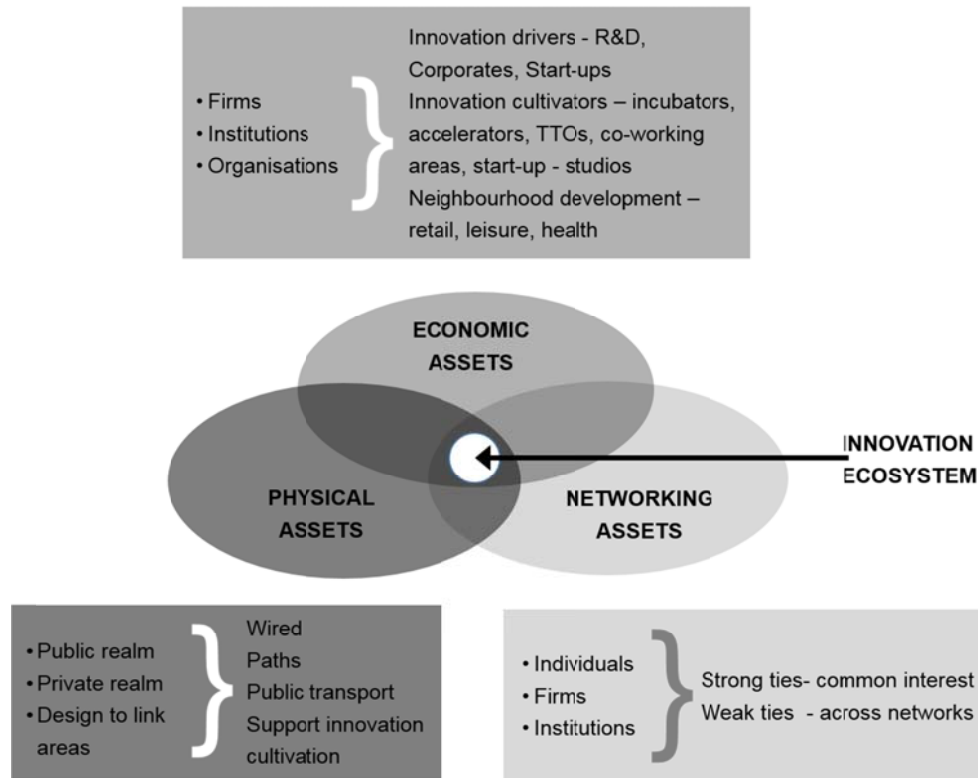 • Firms
• Institutions
• Organisations
Innovation drivers - R&D,
Corporates, Start-ups
Innovation cultivators – incubators,
accelerators, TTOs, co-working
areas, start-up - studios
Neighbourhood development –
retail, leisure, health
ECONOMIC
ASSETS
PHYSICAL
ASSETS
NETWORKING
ASSETS
INNOVATION
ECOSYSTEM
• Public realm
• Private realm
• Design to link
areas
Wired
Paths
Public transport
Support innovation
cultivation
• Individuals
• Firms
• Institutions
Strong ties- common interest
Weak ties - across networks